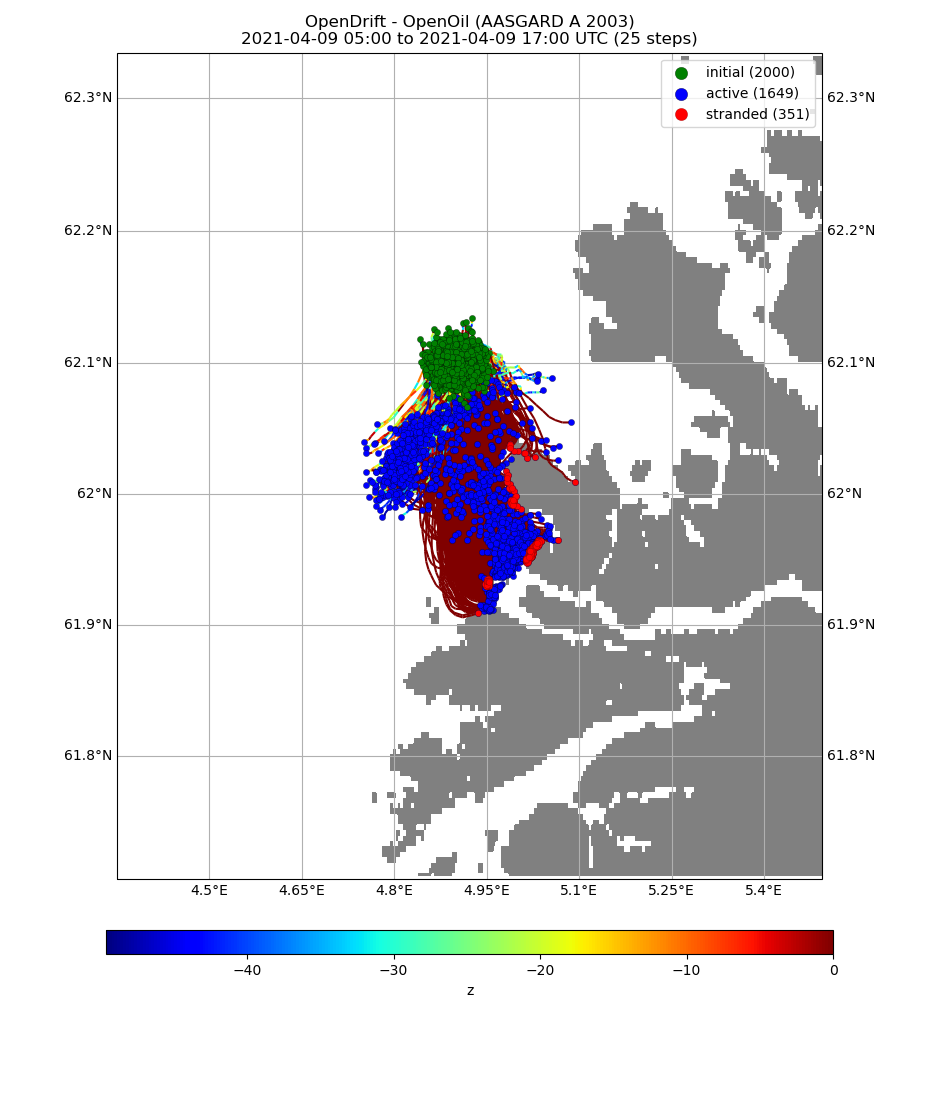 OpenDrift - OpenOil (AASGARD A 2003)
2021-04-09 05:00 to 2021-04-09 17:00 UTC (25 steps)
initial (2000)
active (1649)
stranded (351)
62.3°N 62.3°N
62.2°N 62.2°N
62.1°N 62.1°N
62°N 62°N
61.9°N 61.9°N
61.8°N 61.8°N
4.5°E 4.65°E 4.8°E 4.95°E 5.1°E 5.25°E 5.4°E
−40 −30 −20 −10 0
z